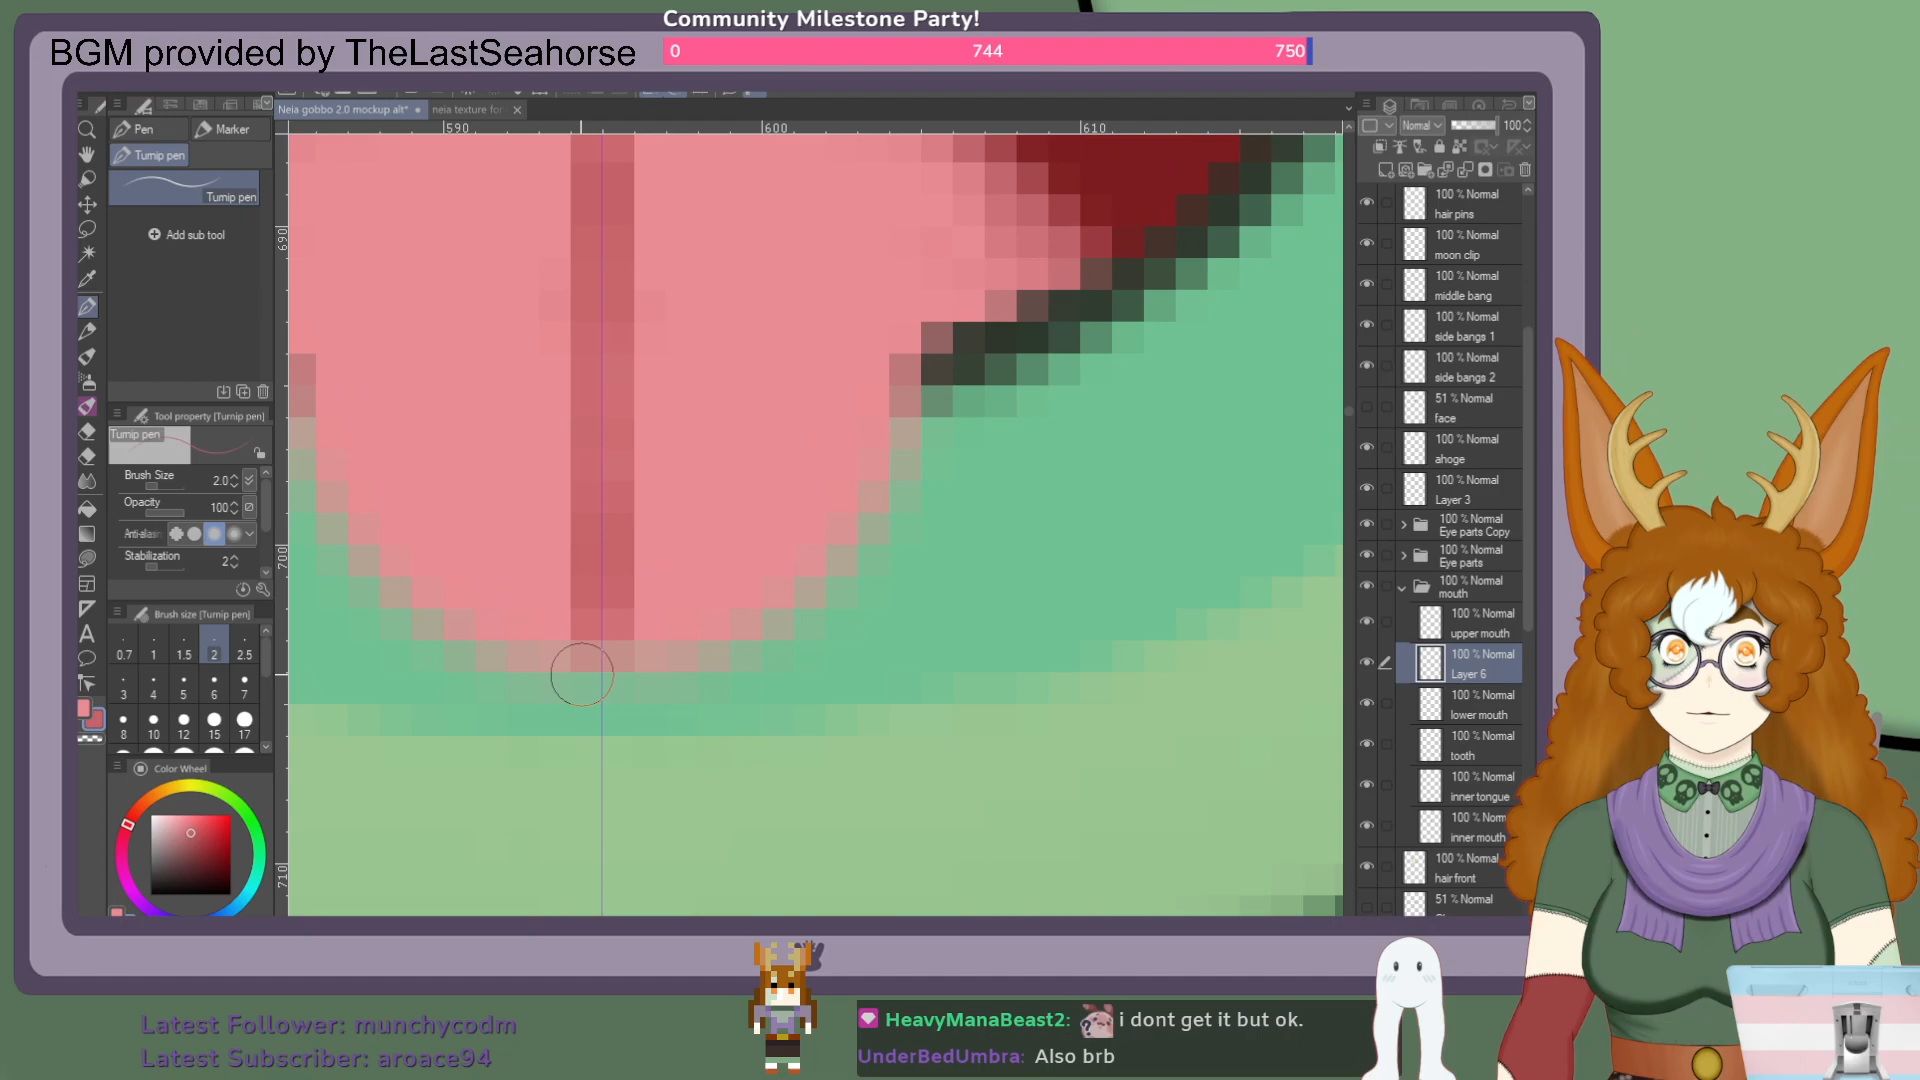 Community Milestone Party!
BGM provided by TheLastSeahorse
0 744 750
Neia gobbo 2.0 mockup alt*
neia texture for
Pen
Marker
Turnip pen
Turnip pen
Add sub tool
Tool property [Turnip pen]
Turnip pen
Brush Size 2.0
Opacity 100
Anti-alias
Stabilization 2
Brush size [Turnip pen]
0.7 1 1.5 2 2.5
3 4 5 6 7
8 10 12 15 17
Color Wheel
590 600 610
690
700
710
Normal 100
100 % Normal
hair pins
100 % Normal
moon clip
100 % Normal
middle bang
100 % Normal
side bangs 1
100 % Normal
side bangs 2
51 % Normal
face
100 % Normal
ahoge
100 % Normal
Layer 3
100 % Normal
Eye parts Copy
100 % Normal
Eye parts
100 % Normal
mouth
100 % Normal
upper mouth
100 % Normal
Layer 6
100 % Normal
lower mouth
100 % Normal
tooth
100 % Normal
inner tongue
100 % Norm
inner mouth
100 % Normal
hair front
51 % Normal
Latest Follower: munchycodm
Latest Subscriber: aroace94
HeavyManaBeast2: i dont get it but ok.
UnderBedUmbra: Also brb